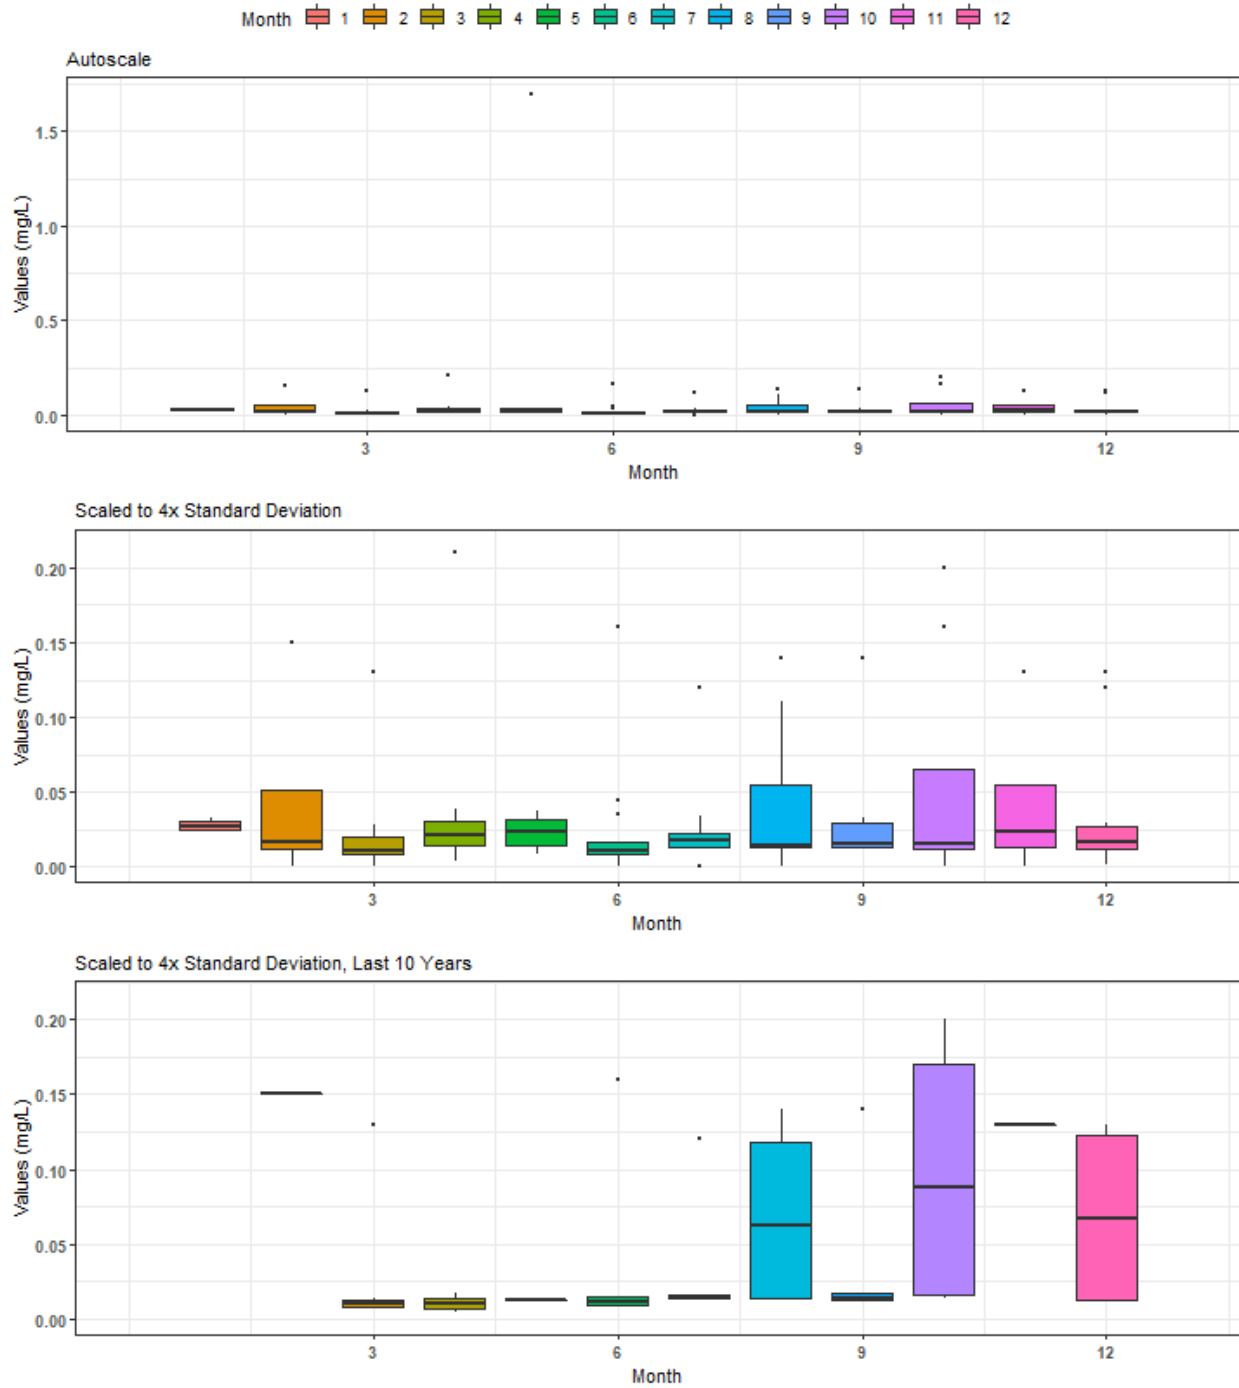 Month 1 2 3 4 5 6 7 8 9 10 11 12
Autoscale
Values (mg/L)
1.5
1.0
0.5
0.0
3 6 9 12
Month
Scaled to 4x Standard Deviation
Values (mg/L)
0.20
0.15
0.10
0.05
0.00
3 6 9 12
Month
Scaled to 4x Standard Deviation, Last 10 Years
Values (mg/L)
0.20
0.15
0.10
0.05
0.00
3 6 9 12
Month